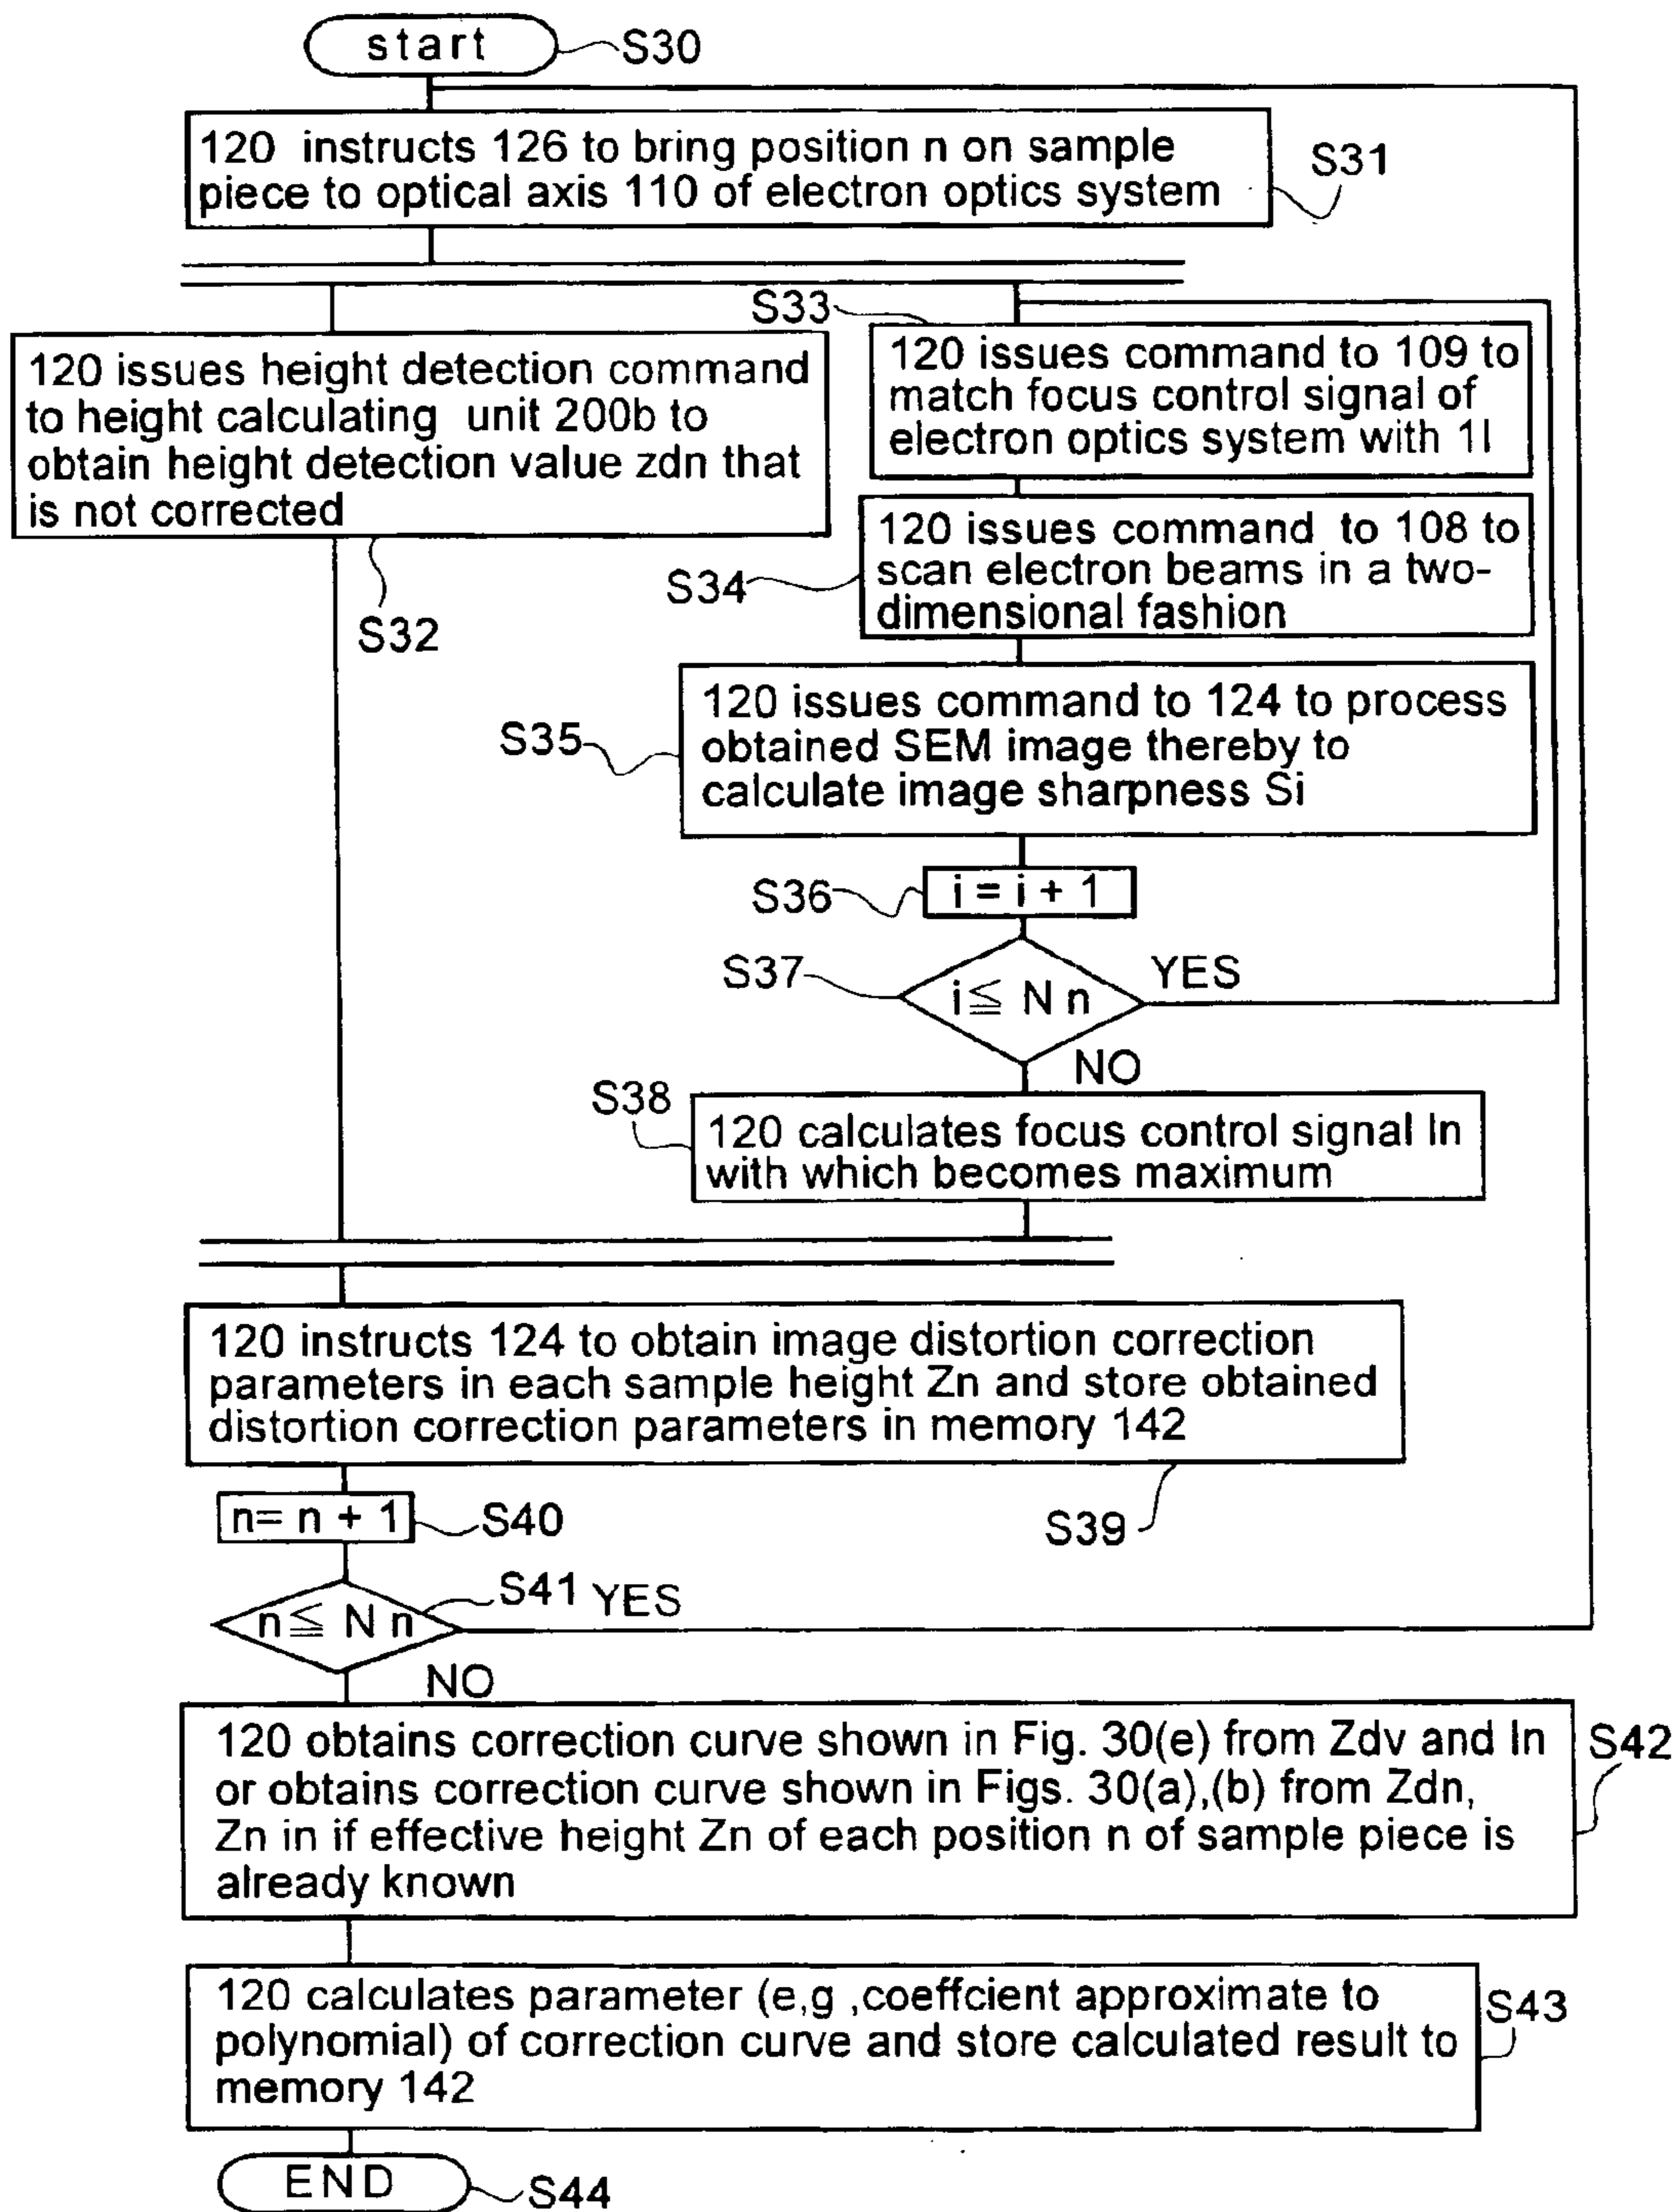 start
S30
120 instructs 126 to bring position n on sample
piece to optical axis 110 of electron optics system
S31
120 issues height detection command
to height calculating unit 200b to
obtain height detection value zdn that
is not corrected
S32
S33
120 issues command to 109 to
match focus control signal of
electron optics system with 1l
S34
120 issues command to 108 to
scan electron beams in a two-
dimensional fashion
S35
120 issues command to 124 to process
obtained SEM image thereby to
calculate image sharpness Si
S36
i = i + 1
S37
i ≦ N n
YES
NO
S38
120 calculates focus control signal In
with which becomes maximum
120 instructs 124 to obtain image distortion correction
parameters in each sample height Zn and store obtained
distortion correction parameters in memory 142
S39
n= n + 1
S40
n ≦ N n
S41
YES
NO
120 obtains correction curve shown in Fig. 30(e) from Zdv and In
or obtains correction curve shown in Figs. 30(a),(b) from Zdn,
Zn in if effective height Zn of each position n of sample piece is
already known
S42
120 calculates parameter (e,g ,coeffcient approximate to
polynomial) of correction curve and store calculated result to
memory 142
S43
END
S44